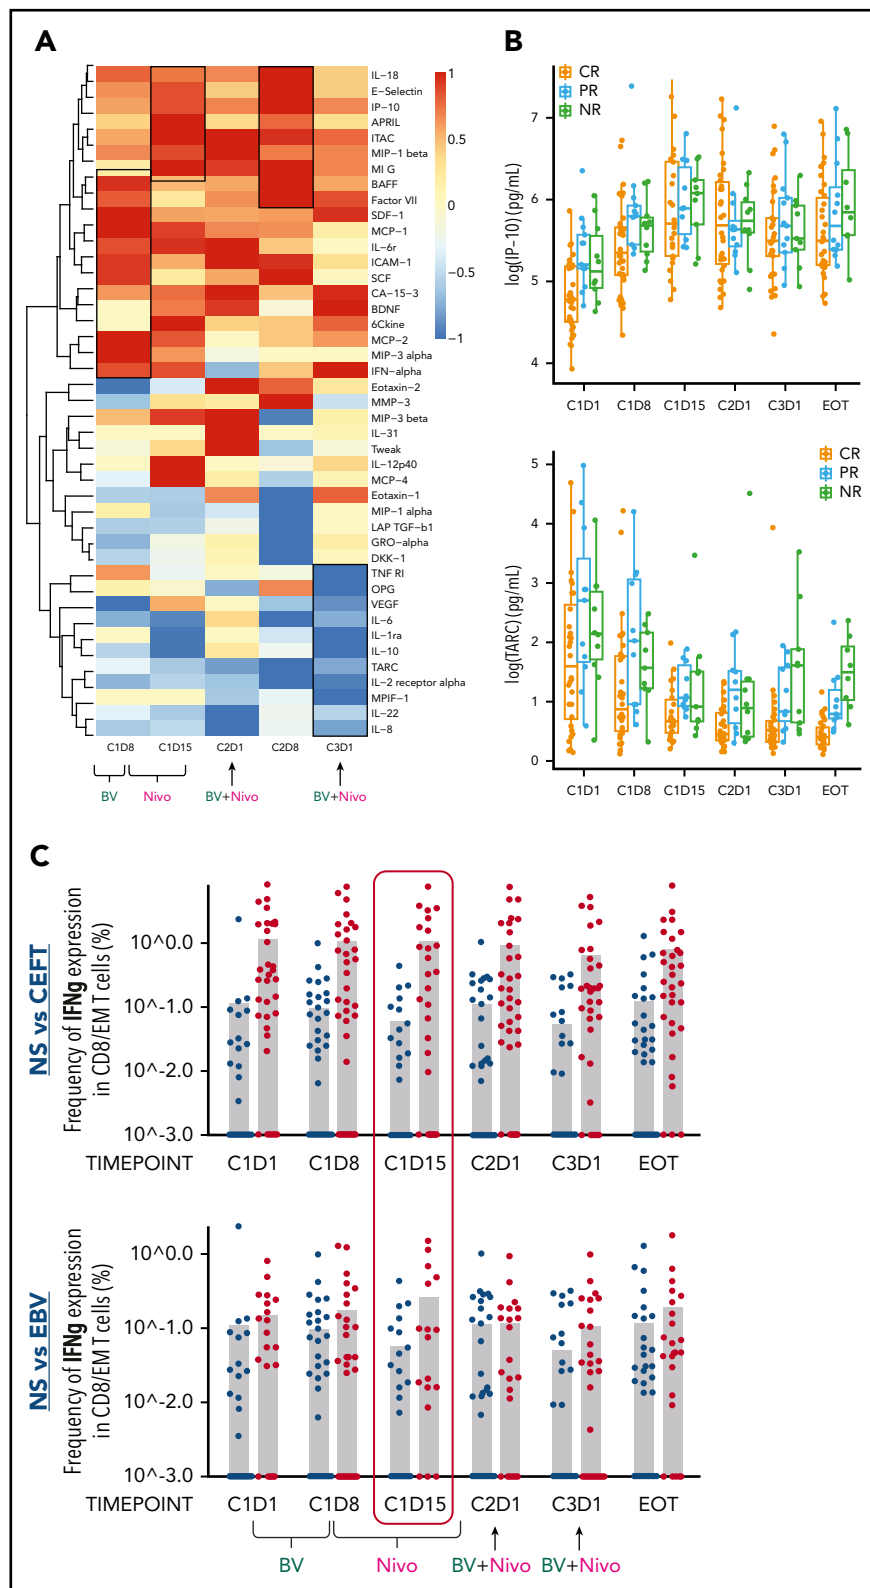 A
IL-18
E-Selectin
IP-10
APRIL
ITAC
MIP-1 beta
MI G
BAFF
Factor VII
SDF-1
MCP-1
IL-6r
ICAM-1
SCF
CA-15-3
BDNF
6Ckine
MCP-2
MIP-3 alpha
IFN-alpha
Eotaxin-2
MMP-3
MIP-3 beta
IL-31
Tweak
IL-12p40
MCP-4
Eotaxin-1
MIP-1 alpha
LAP TGF-b1
GRO-alpha
DKK-1
TNF RI
OPG
VEGF
IL-6
IL-1ra
IL-10
TARC
IL-2 receptor alpha
MPIF-1
IL-22
IL-8
1
0.5
0
-0.5
-1
C1D8 C1D15 C2D1 C2D8 C3D1
BV Nivo BV+Nivo BV+Nivo
B
CR
PR
NR
log(IP-10) (pg/mL)
7
6
5
4
C1D1 C1D8 C1D15 C2D1 C3D1 EOT
CR
PR
NR
log(TARC) (pg/mL)
5
4
3
2
1
0
C1D1 C1D8 C1D15 C2D1 C3D1 EOT
C
NS vs CEFT
Frequency of IFNg expression
in CD8/EM T cells (%)
10^0.0
10^-1.0
10^-2.0
10^-3.0
TIMEPOINT C1D1 C1D8 C1D15 C2D1 C3D1 EOT
NS vs EBV
Frequency of IFNg expression
in CD8/EM T cells (%)
10^0.0
10^-1.0
10^-2.0
10^-3.0
TIMEPOINT C1D1 C1D8 C1D15 C2D1 C3D1 EOT
BV Nivo BV+Nivo BV+Nivo